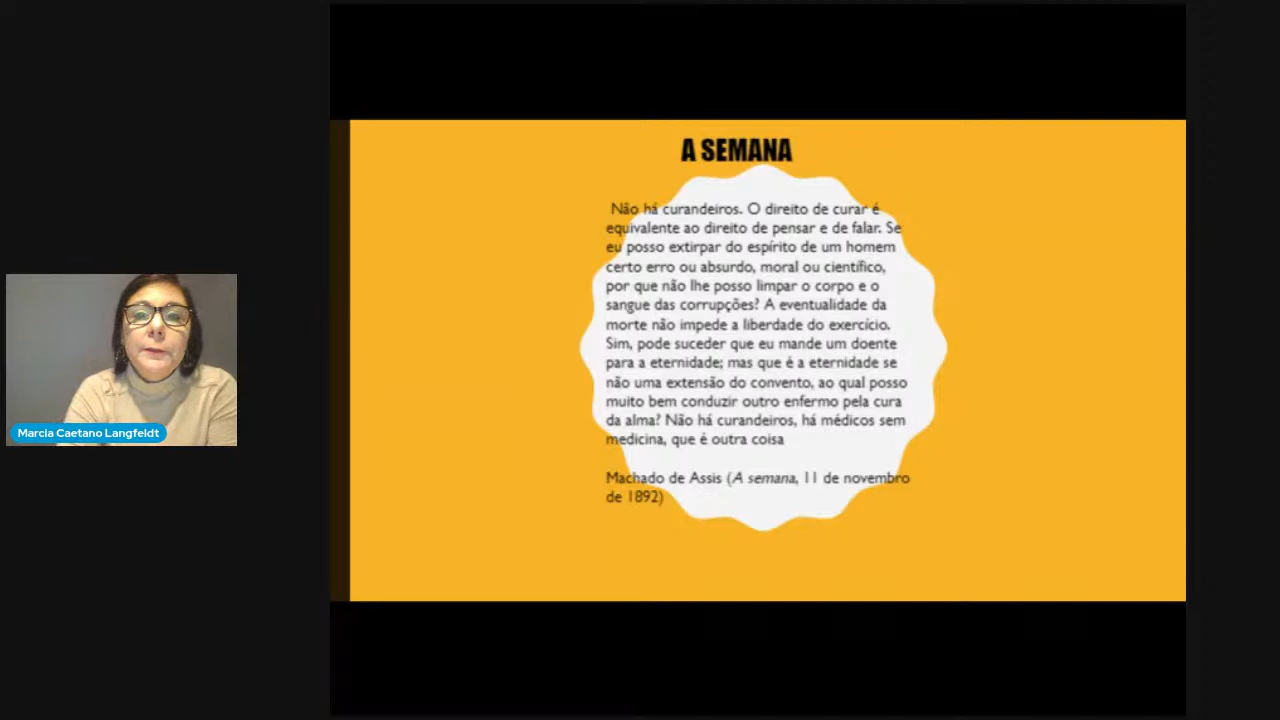 A SEMANA
Não há curandeiros. O direito de curar é
equivalente ao direito de pensar e de falar. Se
eu posso extirpar do espírito de um homem
certo erro ou absurdo, moral ou científico,
por que não lhe posso limpar o corpo e o
sangue das corrupções? A eventualidade da
morte não impede a liberdade do exercício.
Sim, pode suceder que eu mande um doente
para a eternidade; mas que é a eternidade se
não uma extensão do convento, ao qual posso
muito bem conduzir outro enfermo pela cura
da alma? Não há curandeiros, há médicos sem
medicina, que é outra coisa
Machado de Assis (A semana, 11 de novembro
de 1892)
Marcia Caetano Langfeldt